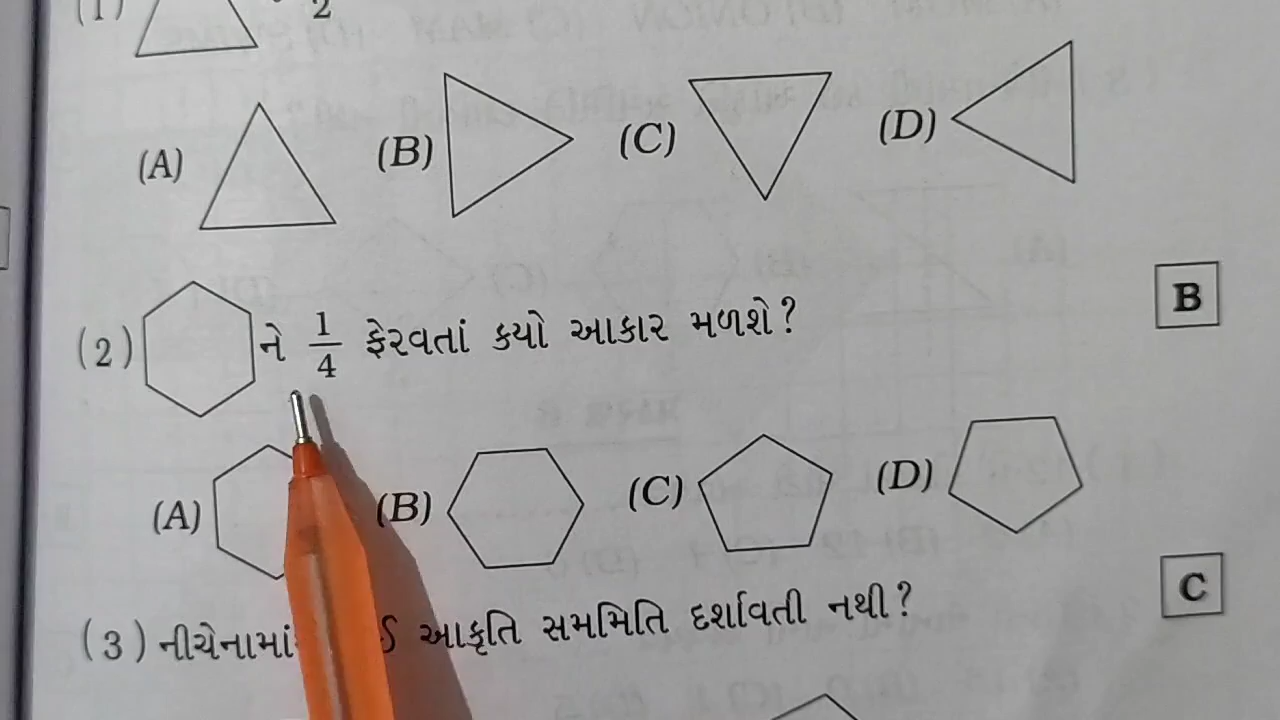 (1) 2
(A) (B) (C) (D)
(2) ને 1/4 ફેરવતાં કયો આકાર મળશે? B
(A) (B) (C) (D)
(3) નીચેનામાં આકૃતિ સમમિતિ દર્શાવતી નથી? C